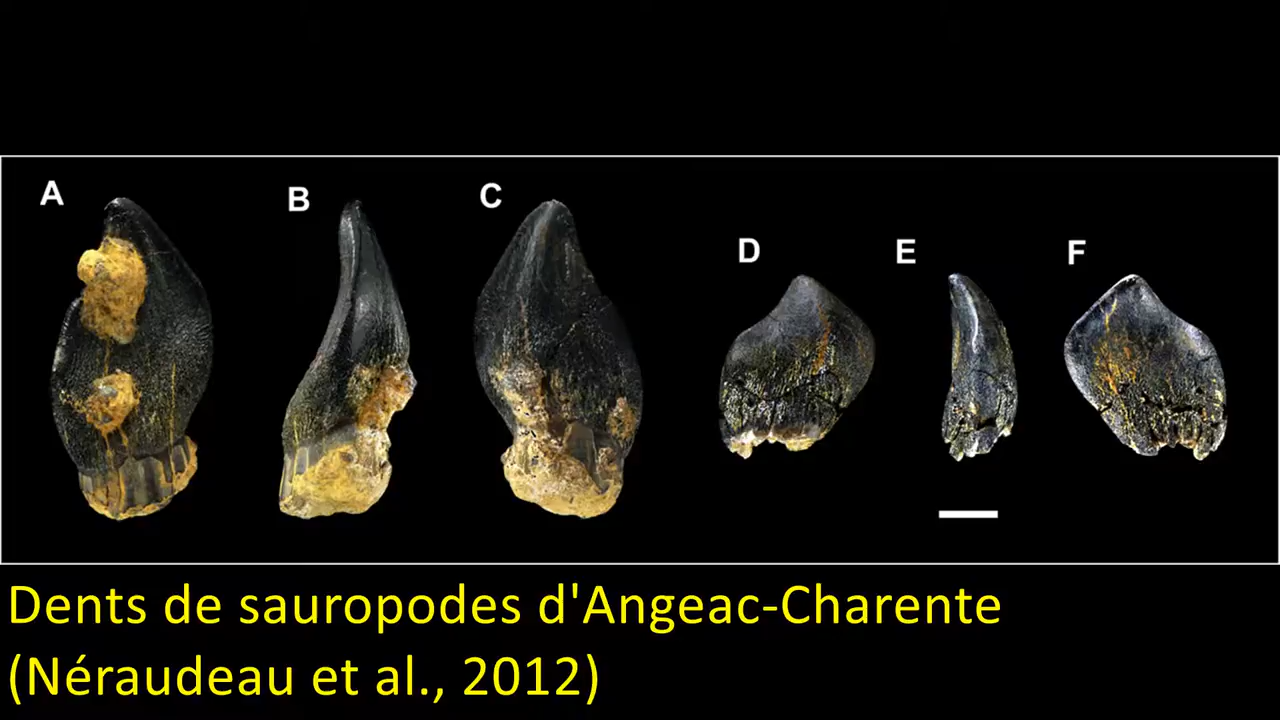 A B C D E F
Dents de sauropodes d'Angeac-Charente
(Néraudeau et al., 2012)